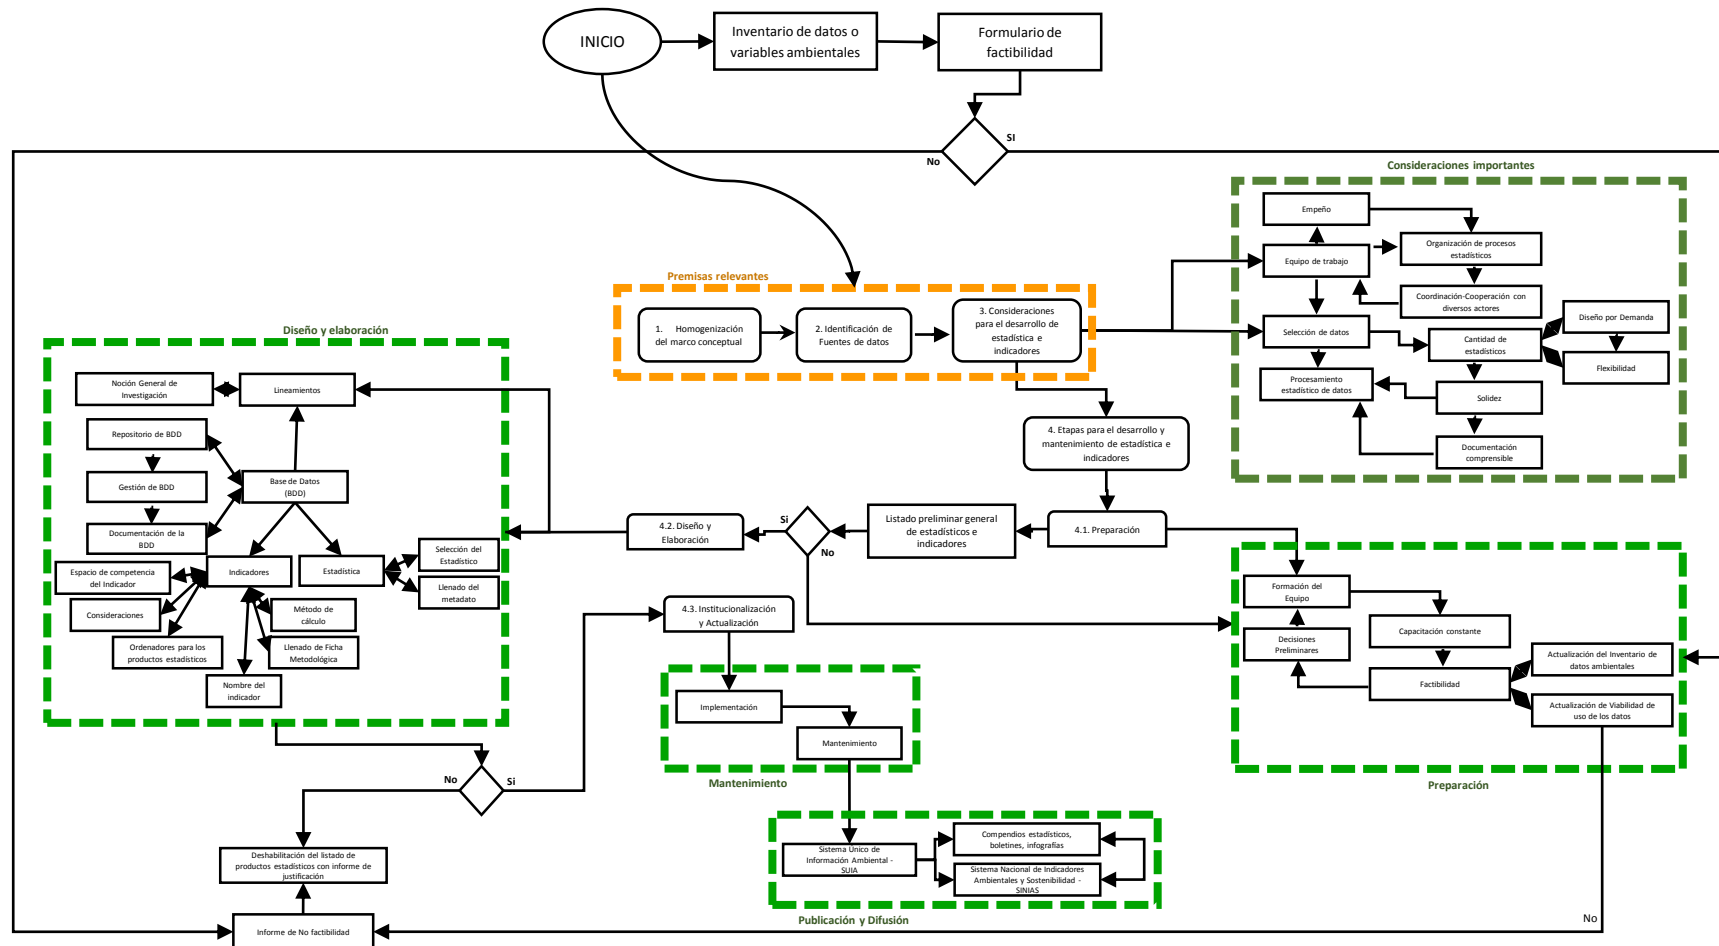 INICIO
Inventario de datos o
variables ambientales
Formulario de
factibilidad
SI
No
Consideraciones importantes
Empeño
Equipo de trabajo
Organización de procesos
estadísticos
Coordinación-Cooperación con
diversos actores
Selección de datos
Cantidad de
estadísticos
Diseño por Demanda
Flexibilidad
Procesamiento
estadístico de datos
Solidez
Documentación
comprensible
Premisas relevantes
1. Homogenización
del marco conceptual
2. Identificación de
Fuentes de datos
3. Consideraciones
para el desarrollo de
estadística e
indicadores
4. Etapas para el desarrollo y
mantenimiento de estadística e
indicadores
4.1. Preparación
Listado preliminar general
de estadísticos e
indicadores
Si
No
4.2. Diseño y
Elaboración
Diseño y elaboración
Noción General de
Investigación
Lineamientos
Repositorio de BDD
Gestión de BDD
Base de Datos
(BDD)
Documentación de la
BDD
Espacio de competencia
del Indicador
Indicadores
Estadística
Selección del
Estadístico
Llenado del
metadato
Consideraciones
Método de
cálculo
Ordenadores para los
productos estadísticos
Llenado de Ficha
Metodológica
Nombre del
indicador
4.3. Institucionalización
y Actualización
Implementación
Mantenimiento
Mantenimiento
Formación del
Equipo
Decisiones
Preliminares
Capacitación constante
Factibilidad
Actualización del Inventario de
datos ambientales
Actualización de Viabilidad de
uso de los datos
Preparación
No
Si
Deshabilitación del listado de
productos estadísticos con informe de
justificación
Informe de No factibilidad
Sistema Único de
Información Ambiental -
SUIA
Compendios estadísticos,
boletines, infografías
Sistema Nacional de Indicadores
Ambientales y Sostenibilidad -
SINIAS
Publicación y Difusión
No